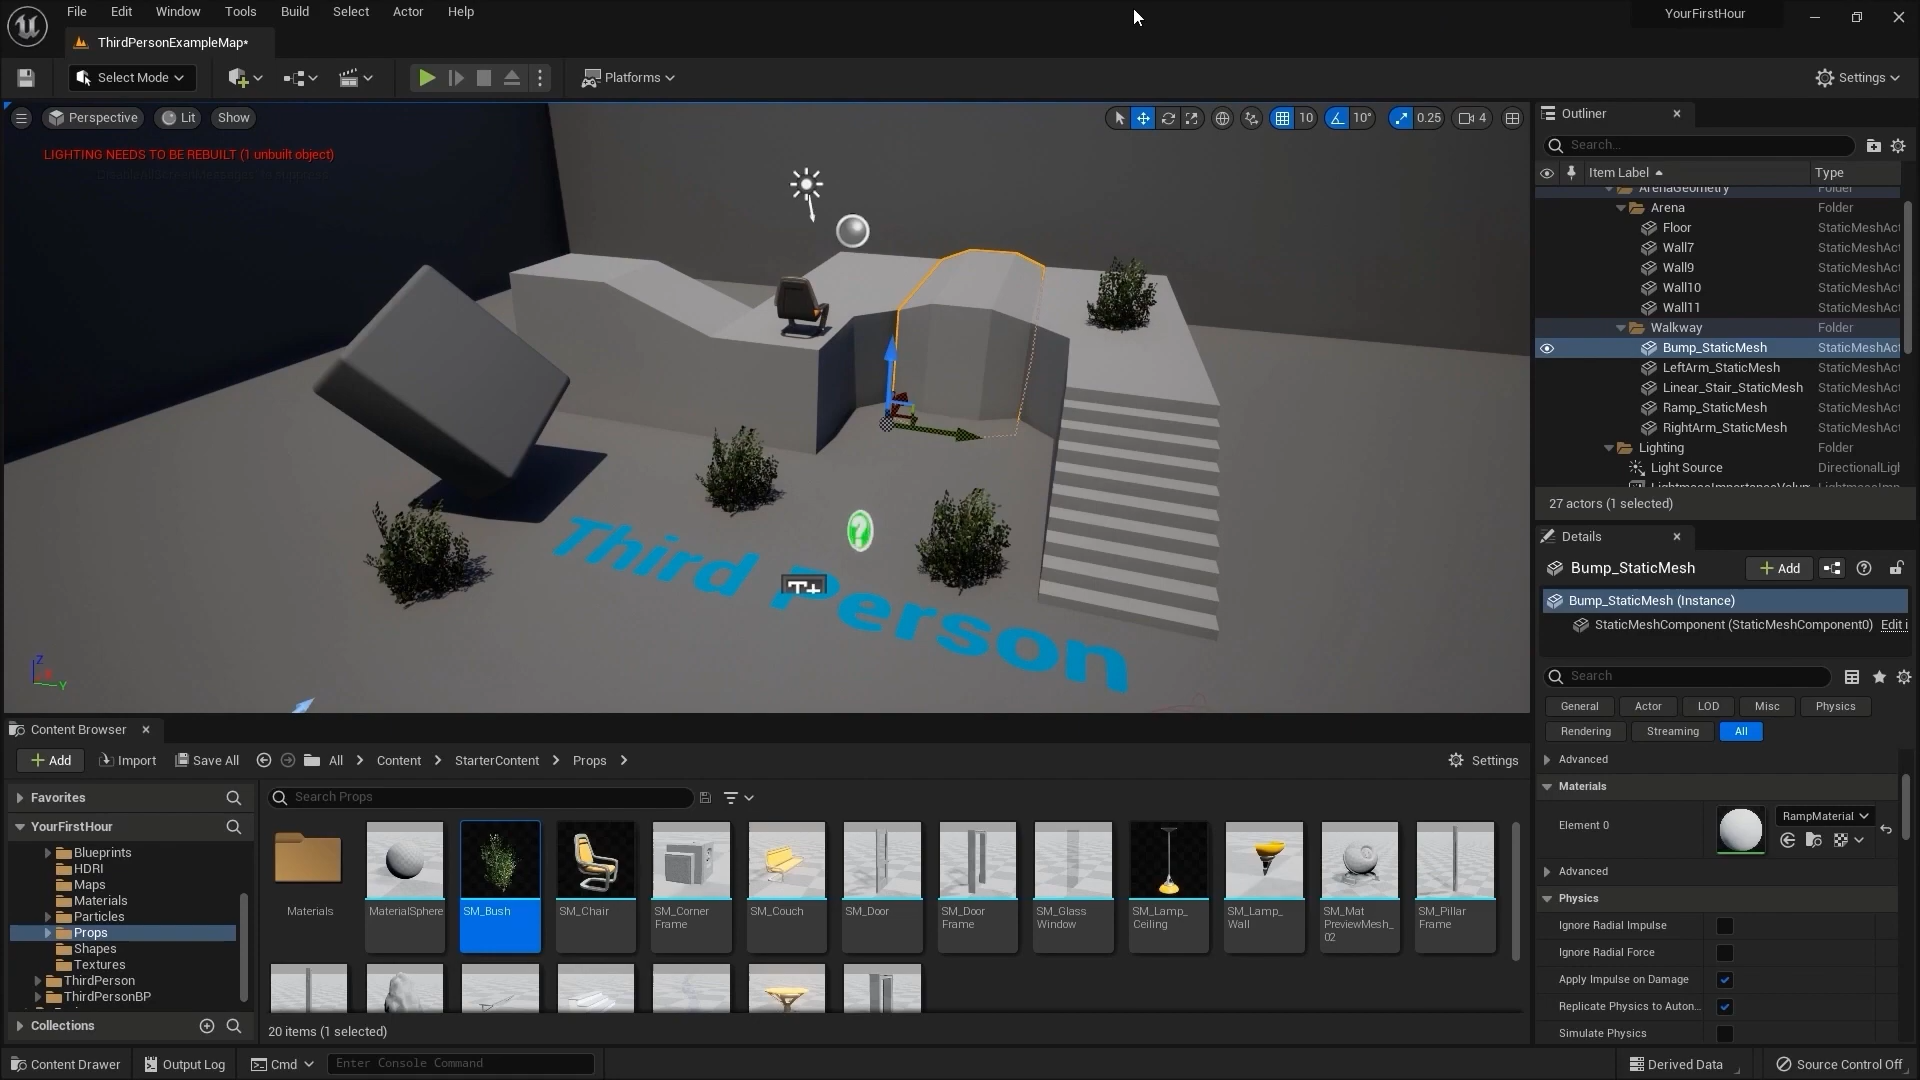 File Edit Window Tools Build Select Actor Help
YourFirstHour
ThirdPersonExampleMap*
Select Mode
Platforms
Settings
Perspective Lit Show
10 10° 0.25 4
LIGHTING NEEDS TO BE REBUILT (1 unbuilt object)
Third Person
T+
Z
Y
Outliner
Search...
Item Label Type
ArenaGeometry Folder
Arena Folder
Floor StaticMeshAct
Wall7 StaticMeshAct
Wall9 StaticMeshAct
Wall10 StaticMeshAct
Wall11 StaticMeshAct
Walkway Folder
Bump_StaticMesh StaticMeshAct
LeftArm_StaticMesh StaticMeshAct
Linear_Stair_StaticMesh StaticMeshAct
Ramp_StaticMesh StaticMeshAct
RightArm_StaticMesh StaticMeshAct
Lighting Folder
Light Source DirectionalLigl
27 actors (1 selected)
Details
Bump_StaticMesh
Add
Bump_StaticMesh (Instance)
StaticMeshComponent (StaticMeshComponent0) Edit i
Search
General Actor LOD Misc Physics
Rendering Streaming All
Advanced
Materials
Element 0
RampMaterial
Advanced
Physics
Ignore Radial Impulse
Ignore Radial Force
Apply Impulse on Damage
Replicate Physics to Auton...
Simulate Physics
Content Browser
Add Import Save All All Content StarterContent Props
Settings
Favorites
Search Props
YourFirstHour
Blueprints
HDRI
Maps
Materials
Particles
Props
Shapes
Textures
ThirdPerson
ThirdPersonBP
Collections
Materials
MaterialSphere
SM_Bush
SM_Chair
SM_Corner
Frame
SM_Couch
SM_Door
SM_Door
Frame
SM_Glass
Window
SM_Lamp_
Ceiling
SM_Lamp_
Wall
SM_Mat
PreviewMesh_
02
SM_Pillar
Frame
20 items (1 selected)
Content Drawer Output Log Cmd Enter Console Command
Derived Data Source Control Off